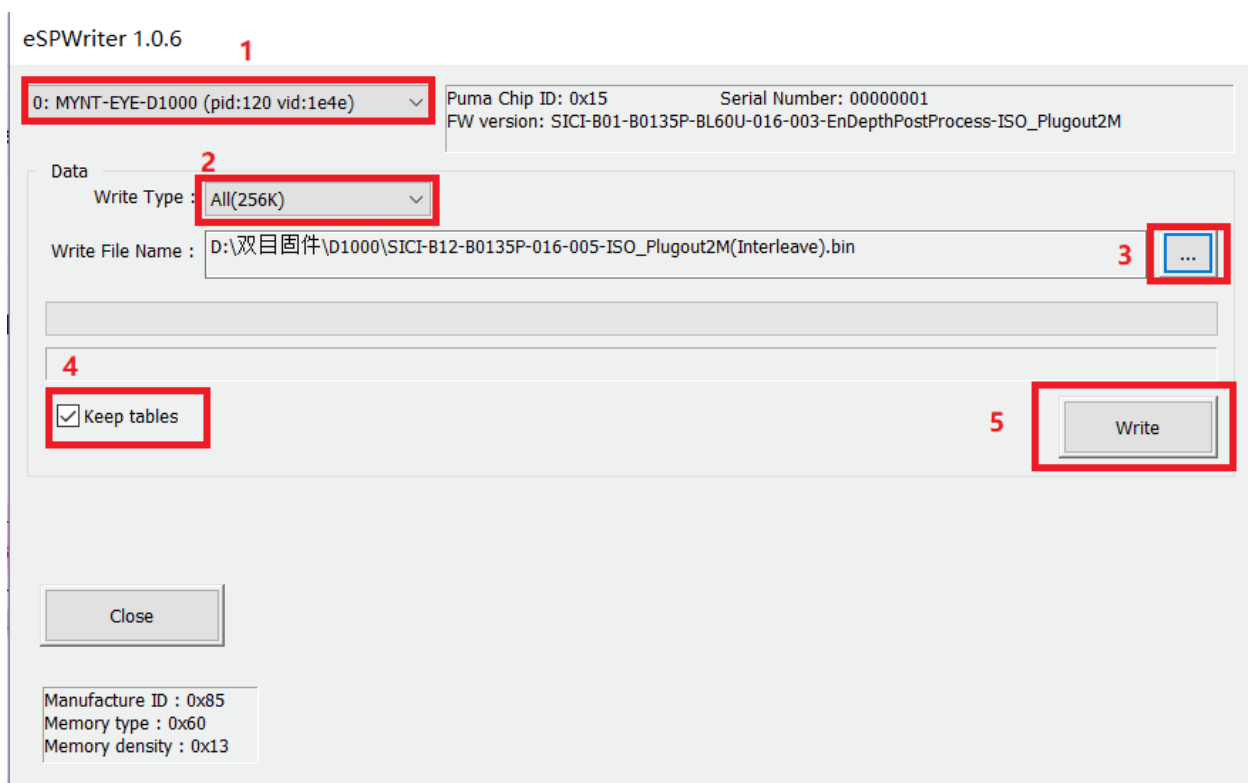 eSPWriter 1.0.6
1
0: MYNT-EYE-D1000 (pid:120 vid:1e4e)
Puma Chip ID: 0x15 Serial Number: 00000001
FW version: SICI-B01-B0135P-BL60U-016-003-EnDepthPostProcess-ISO_Plugout2M
Data
2
Write Type : All(256K)
Write File Name : D:\双目固件\D1000\SICI-B12-B0135P-016-005-ISO_Plugout2M(Interleave).bin
3
...
4
Keep tables
5
Write
Close
Manufacture ID : 0x85
Memory type : 0x60
Memory density : 0x13